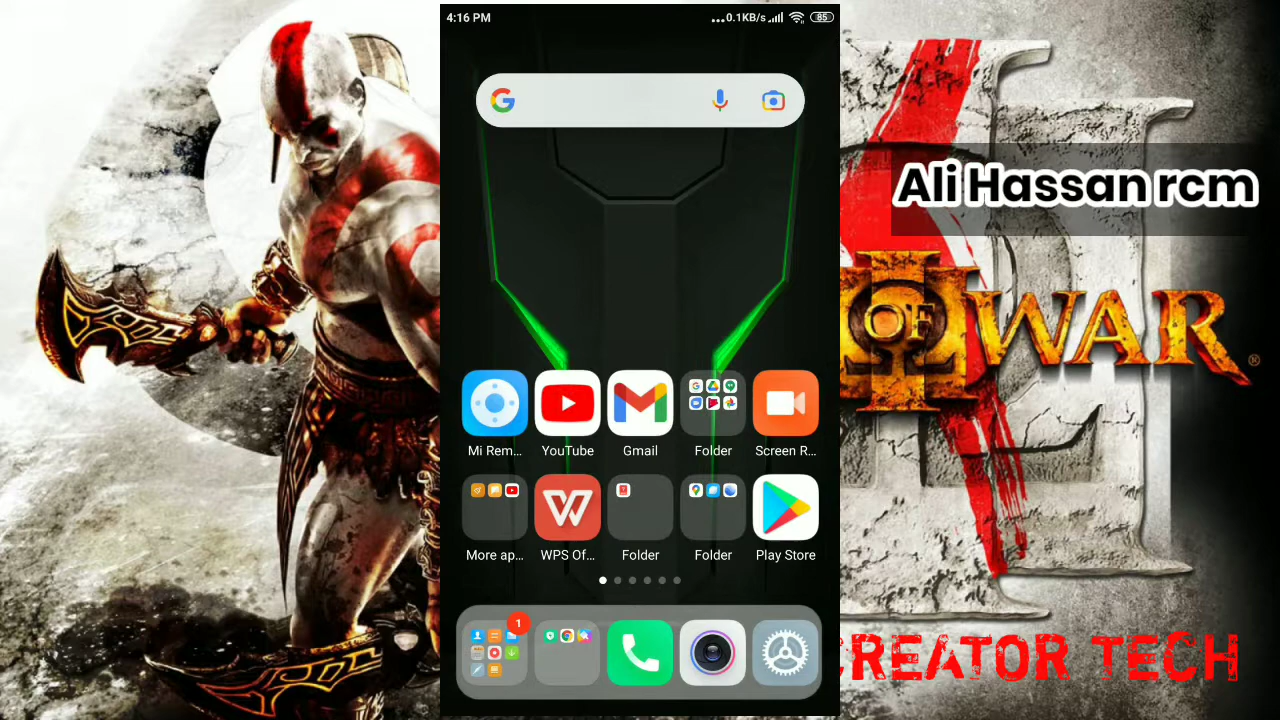 4:16 PM
...0.1KB/s
85
Ali Hassan rcm
OF WAR
®
Mi Rem...
YouTube
Gmail
Folder
Screen R...
More ap...
WPS Of...
Folder
Folder
Play Store
1
CREATOR TECH